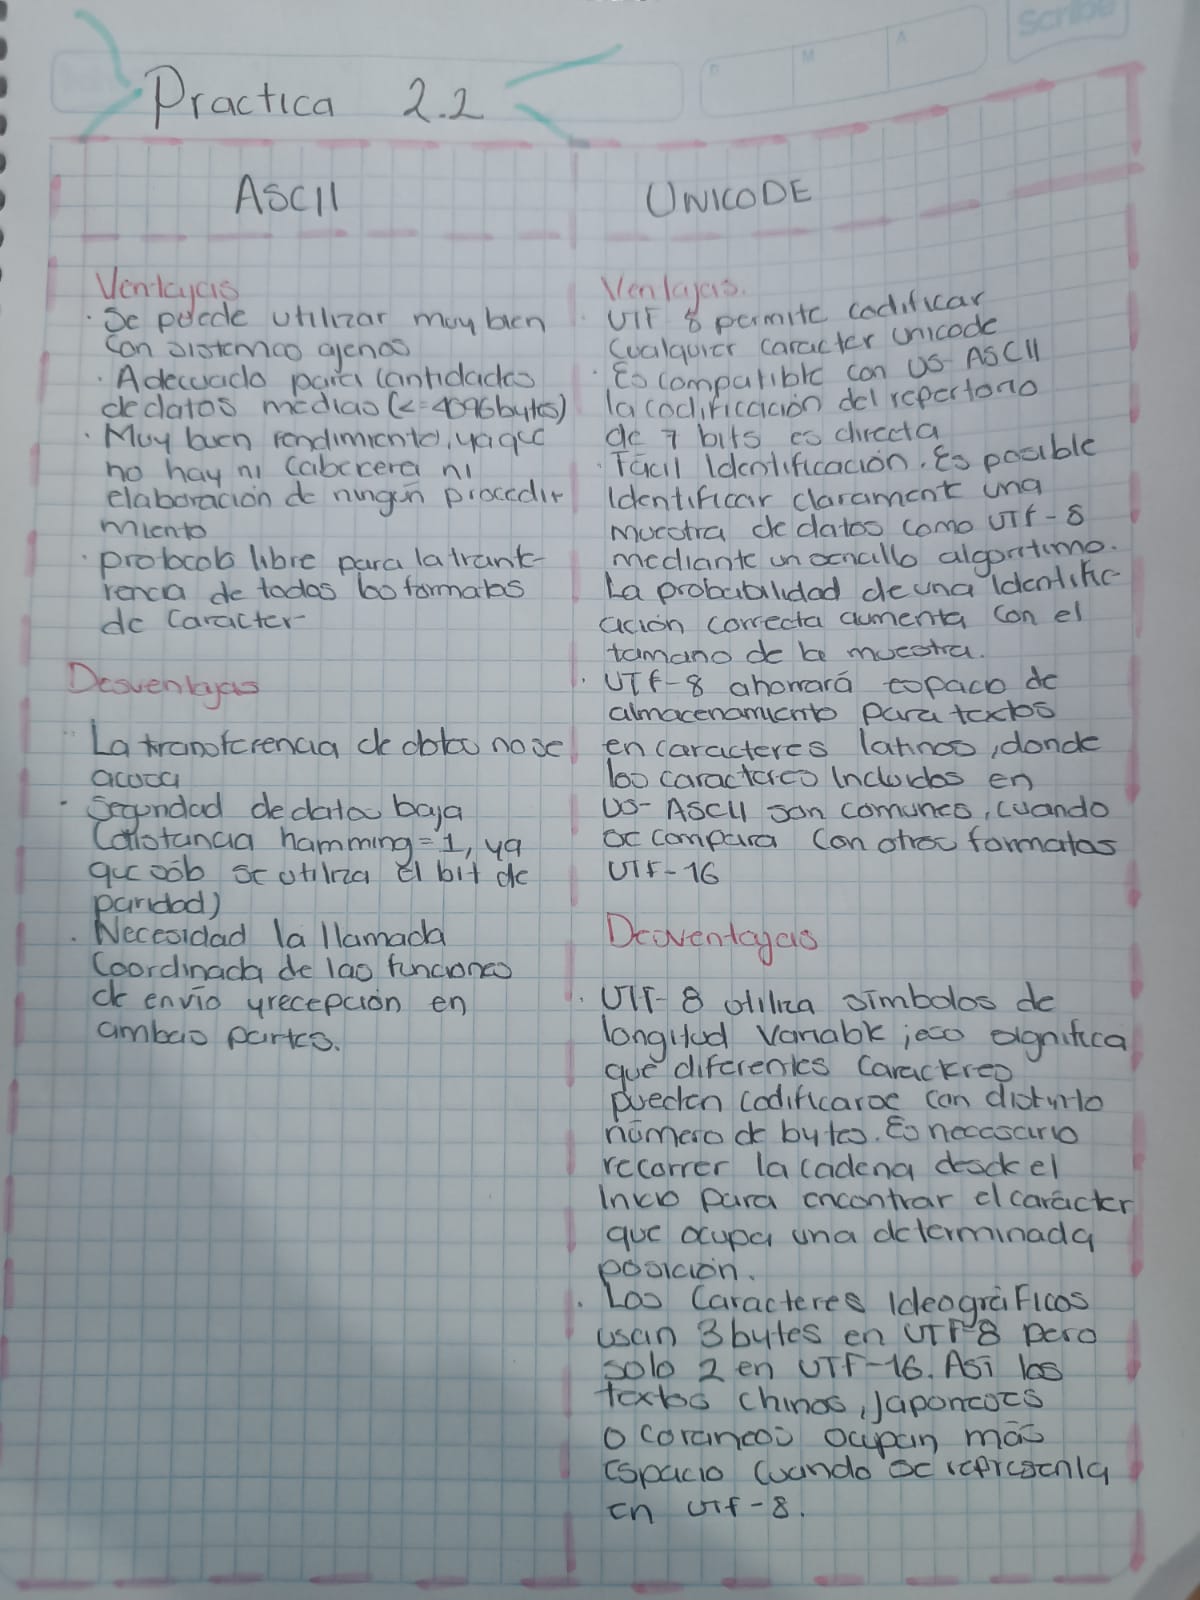 Scribe
D
M
A
Practica 2.2
ASCII
Ventajas
· Se puede utilizar muy bien
con sistemas ajenos
· Adecuado para cantidades
de datos medias (<=4096bytes)
· Muy buen rendimiento, ya que
no hay ni cabecera ni
elaboración de ningún procedi-
miento
· protocolo libre para la transfe-
rencia de todos los formatos
de caracter
Desventajas
· La transferencia de datos no se
· Seguridad de datos baja
(distancia hamming=1, ya
que solo se utiliza el bit de
paridad)
· Necesidad la llamada
coordinada de las funciones
de envío y recepción en
ambas partes.
UNICODE
Ventajas.
· UTF 8 permite codificar
cualquier caracter unicode
· Es compatible con US-ASCII
la codificación del repertorio
de 7 bits es directa
· Fácil identificación. Es posible
identificar clarament una
muestra de datos como UTF-8
mediante un sencillo algoritimo.
La probabilidad de una identific-
ación correcta aumenta con el
tamano de la muestra.
· UTF-8 ahorrará espacio de
almacenamiento para textos
en caracteres latinos, donde
los caracteres incluidos en
US-ASCII son comunes, cuando
se compara con otros formatos
UTF-16
Desventajas
· UTF-8 utiliza símbolos de
longitud variable; eso significa
que diferentes caracteres
pueden codificarse con distinto
número de bytes. Es necesario
recorrer la cadena desde el
inicio para encontrar el carácter
que ocupa una determinada
posición.
· Los caracteres ideográficos
usan 3 bytes en UTF-8 pero
solo 2 en UTF-16. Así los
textos chinos, japoneses
o coreanos ocupan más
espacio cuando se representa
en UTF-8.